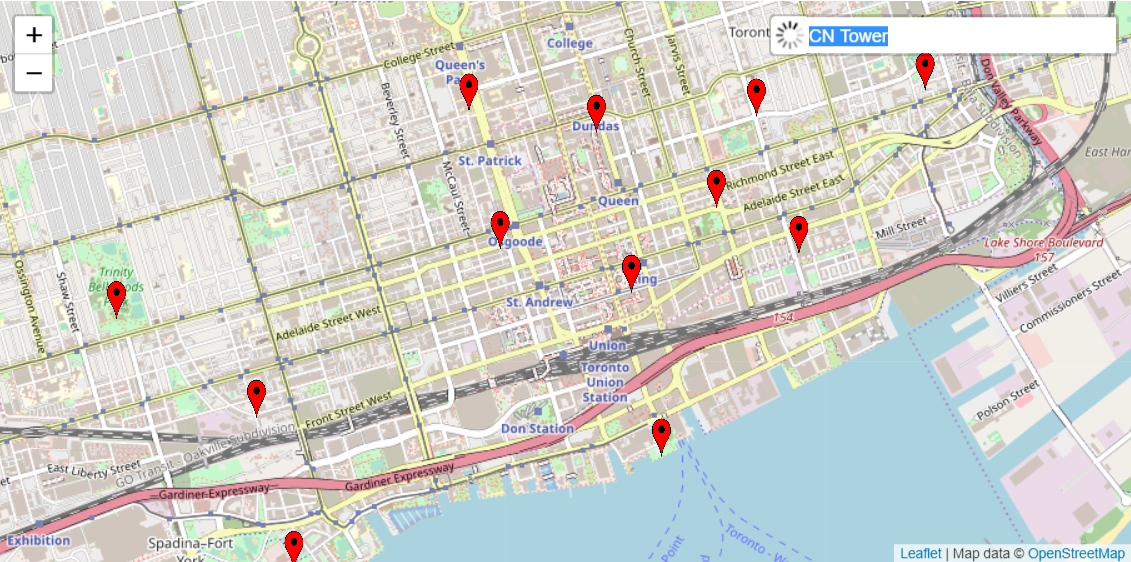 +
−
CN Tower
Toront
College Street
College
Queen's
Church Street
Jarvis Street
Beverley Street
Dundas
Don Valley Parkway
East Har
St. Patrick
McCaul Street
Richmond Street East
Adelaide Street East
Queen
Osgoode
Mill Street
Lake Shore Boulevard
157
Trinity
Ossington Avenue
Shaw Street
St. Andrew
Villiers Street
Commissioners Street
Adelaide Street West
154
Union
Toronto
Union
Station
Polson Street
Front Street West
Don Station
GO Transit - Oakville Subdivision
East Liberty Street
Gardiner Expressway
Gardiner Expressway
Exhibition
Spadina–Fort
York
Point
Toronto - W
Leaflet | Map data © OpenStreetMap